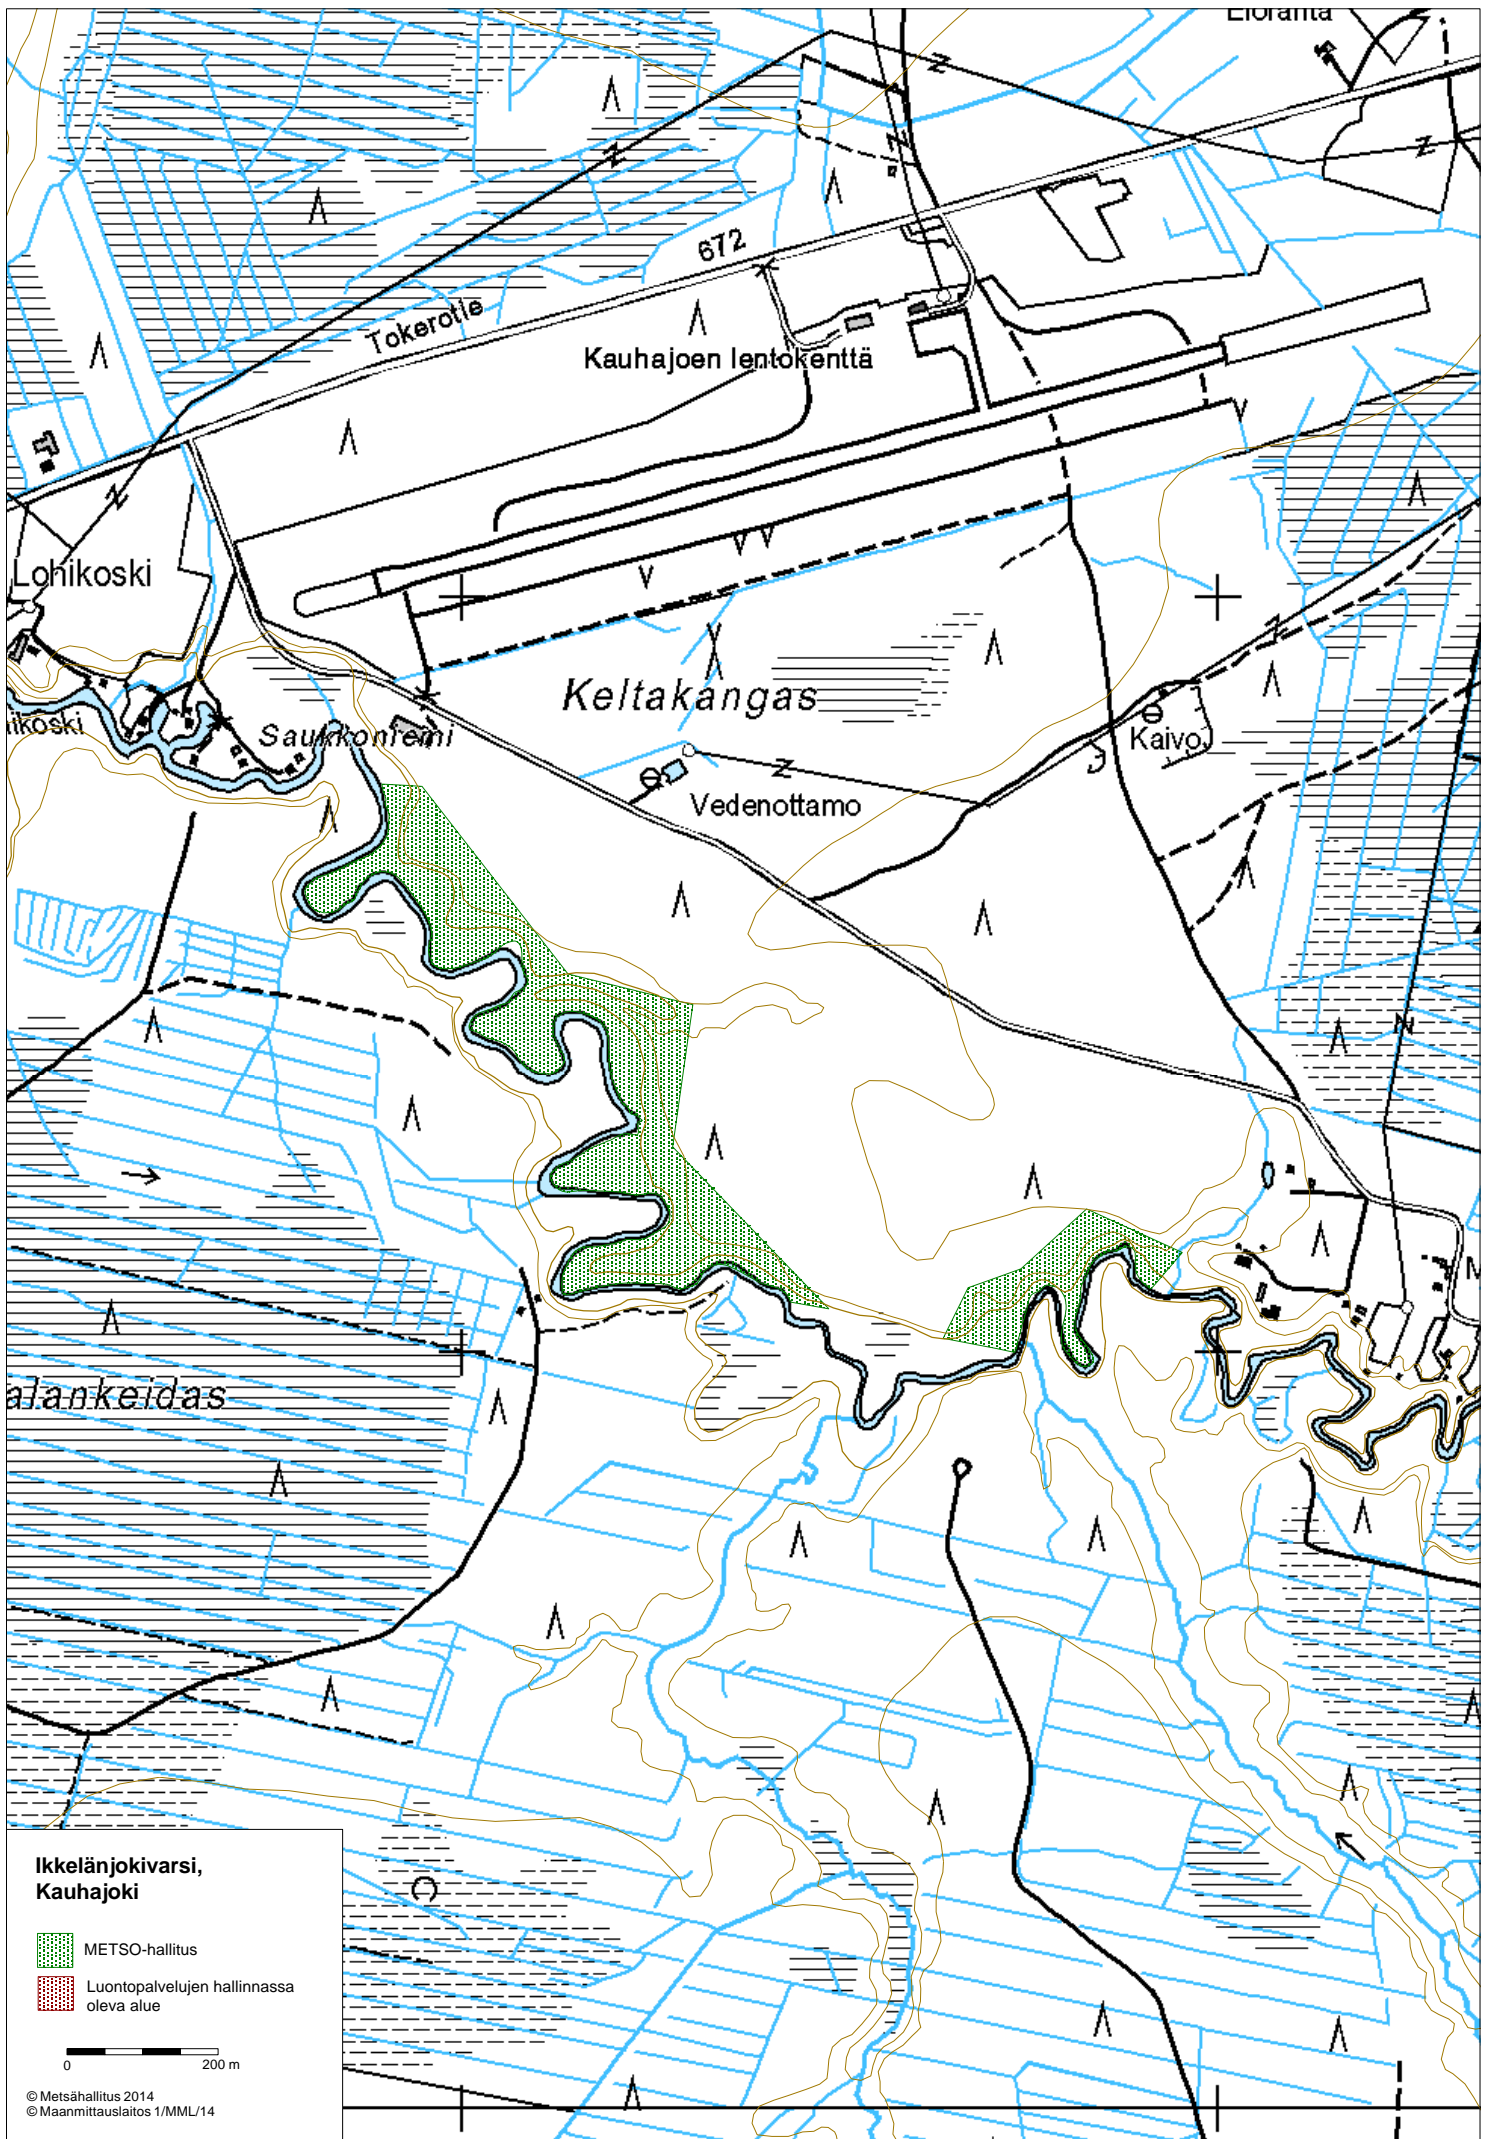 Eloranta
672
Tokerotie
Kauhajoen lentokenttä
Lohikoski
Keltakangas
ikoski
Saukkoniemi
Kaivo
Vedenottamo
M
alankeidas
Ikkelänjokivarsi,
Kauhajoki
METSO-hallitus
Luontopalvelujen hallinnassa
oleva alue
0 200 m
© Metsähallitus 2014
© Maanmittauslaitos 1/MML/14